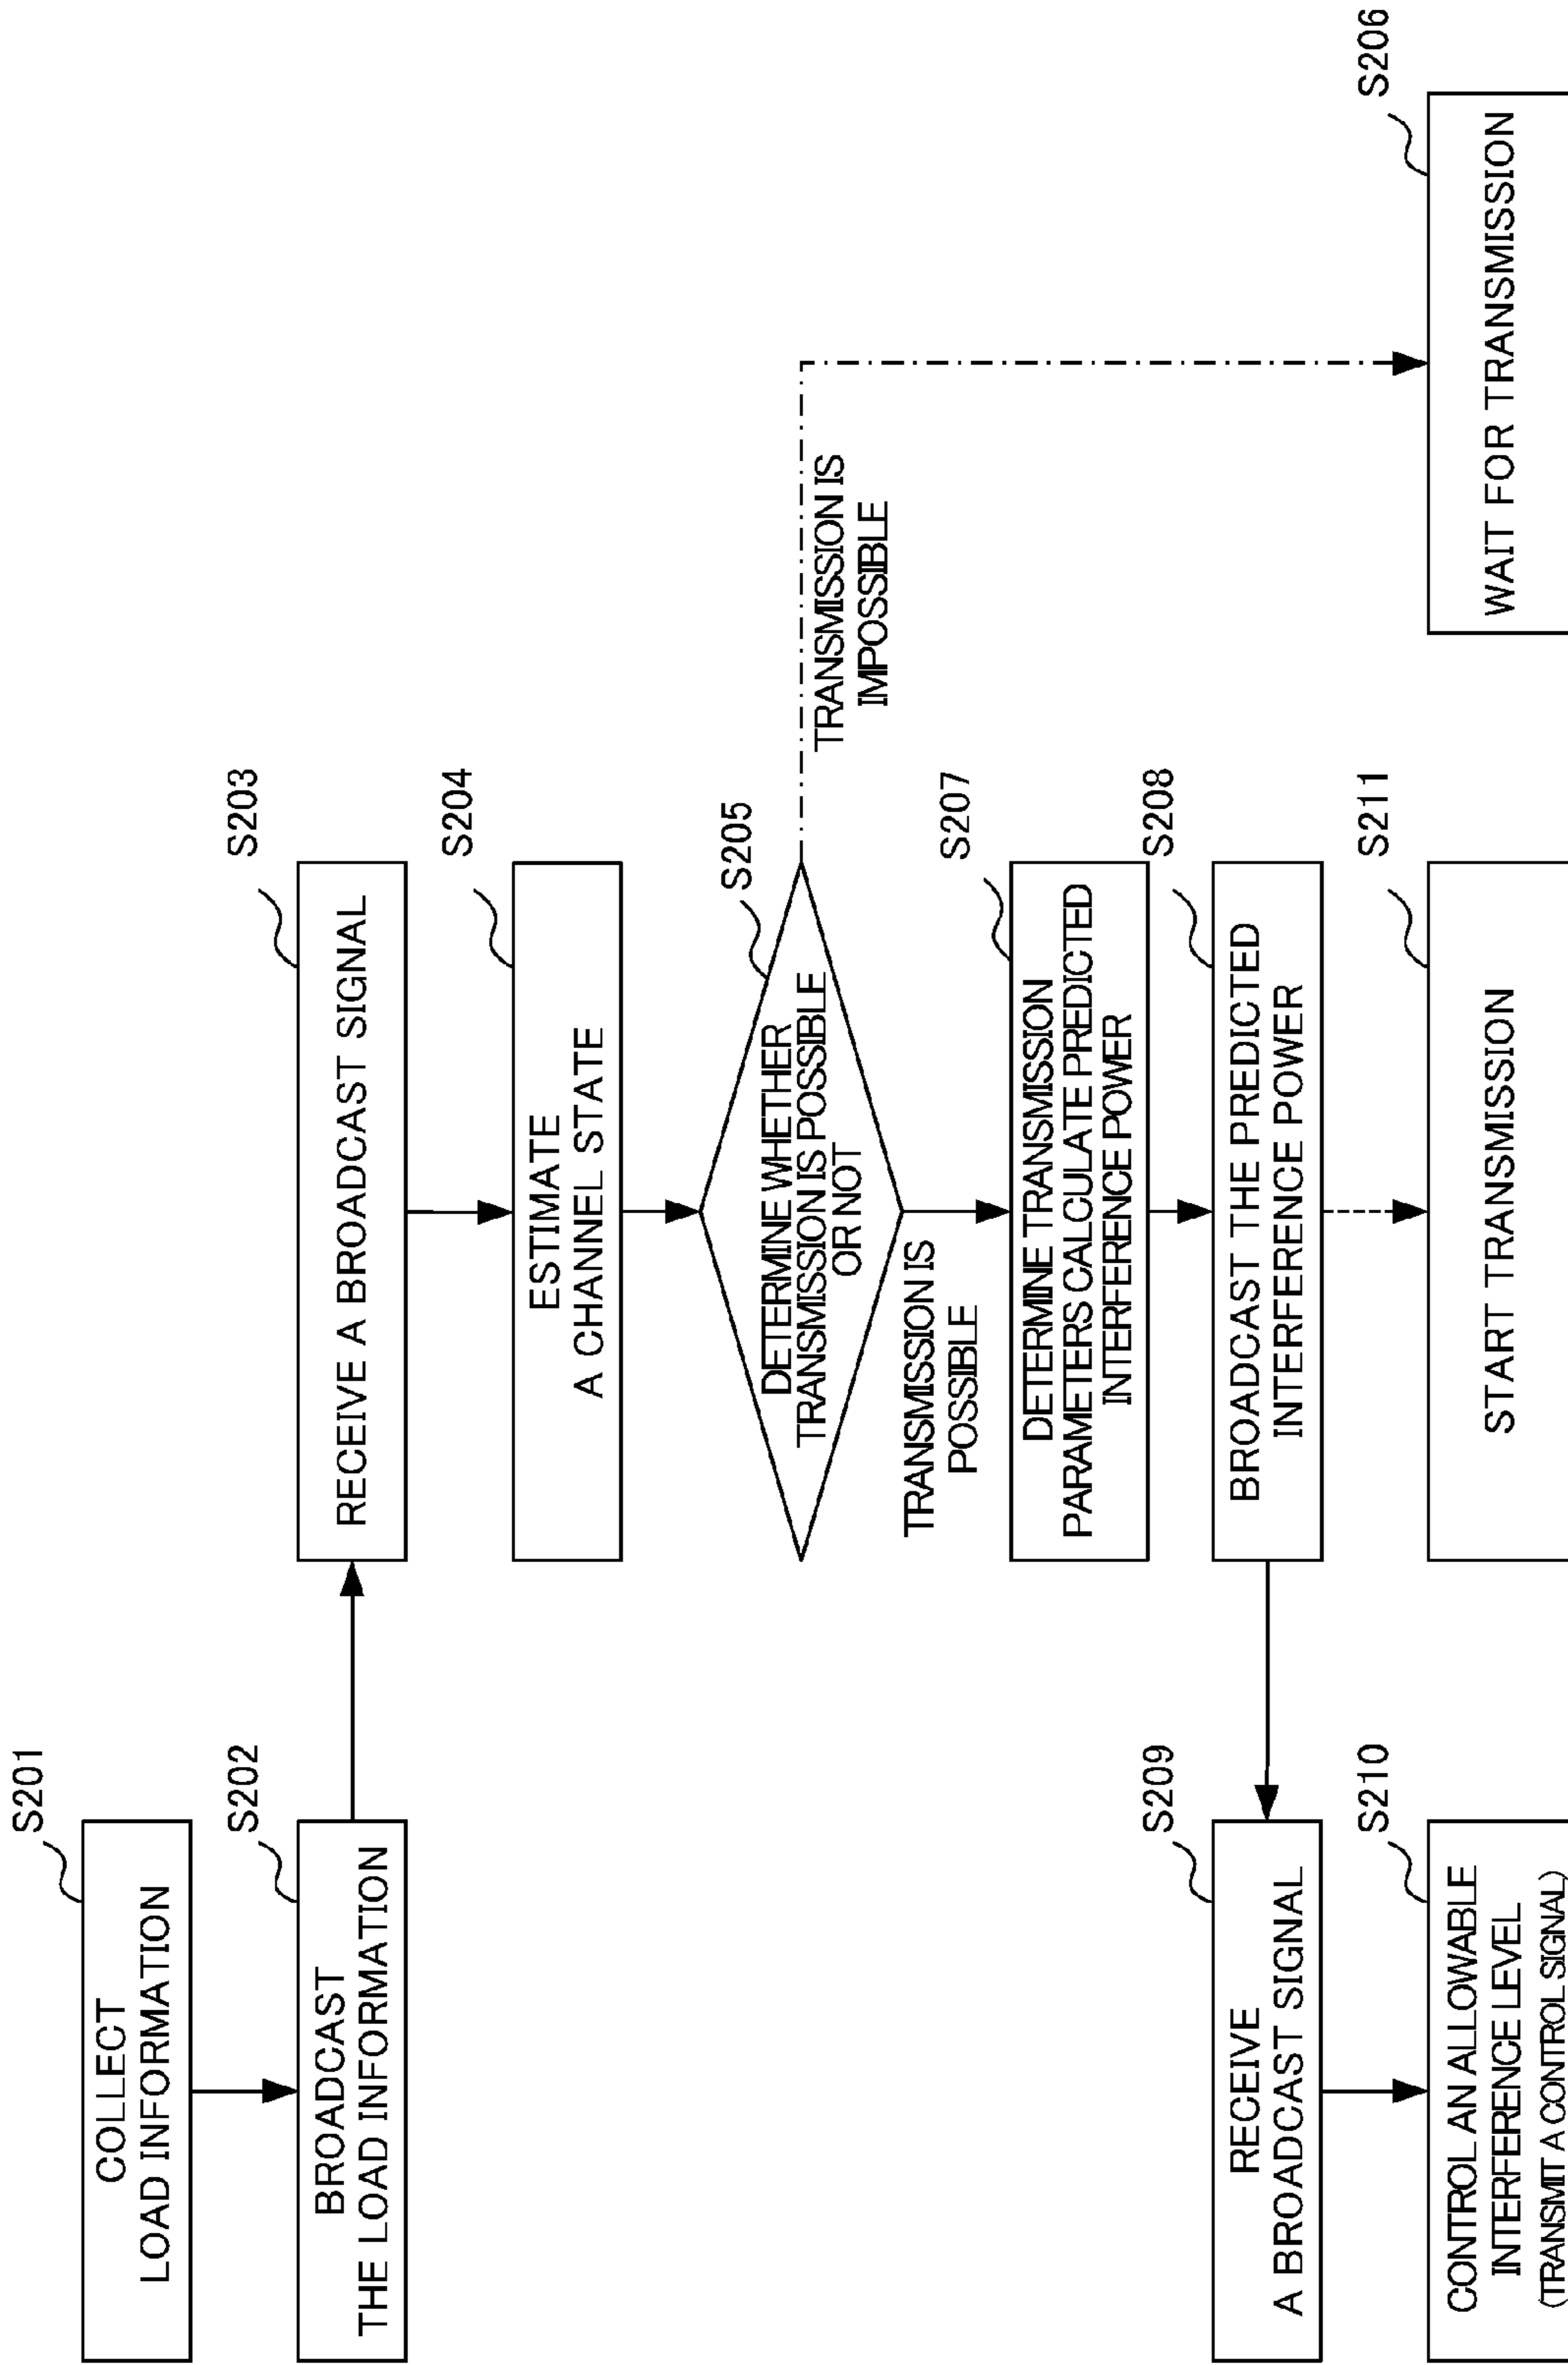 S201
COLLECT
LOAD INFORMATION
S202
BROADCAST
THE LOAD INFORMATION
S203
RECEIVE A BROADCAST SIGNAL
S204
ESTIMATE
A CHANNEL STATE
S205
DETERMINE WHETHER
TRANSMISSION IS POSSIBLE
OR NOT
TRANSMISSION IS
IMPOSSIBLE
S206
WAIT FOR TRANSMISSION
TRANSMISSION IS
POSSIBLE
S207
DETERMINE TRANSMISSION
PARAMETERS CALCULATE PREDICTED
INTERFERENCE POWER
S208
BROADCAST THE PREDICTED
INTERFERENCE POWER
S209
RECEIVE
A BROADCAST SIGNAL
S210
CONTROL AN ALLOWABLE
INTERFERENCE LEVEL
(TRANSMIT A CONTROL SIGNAL)
S211
START TRANSMISSION